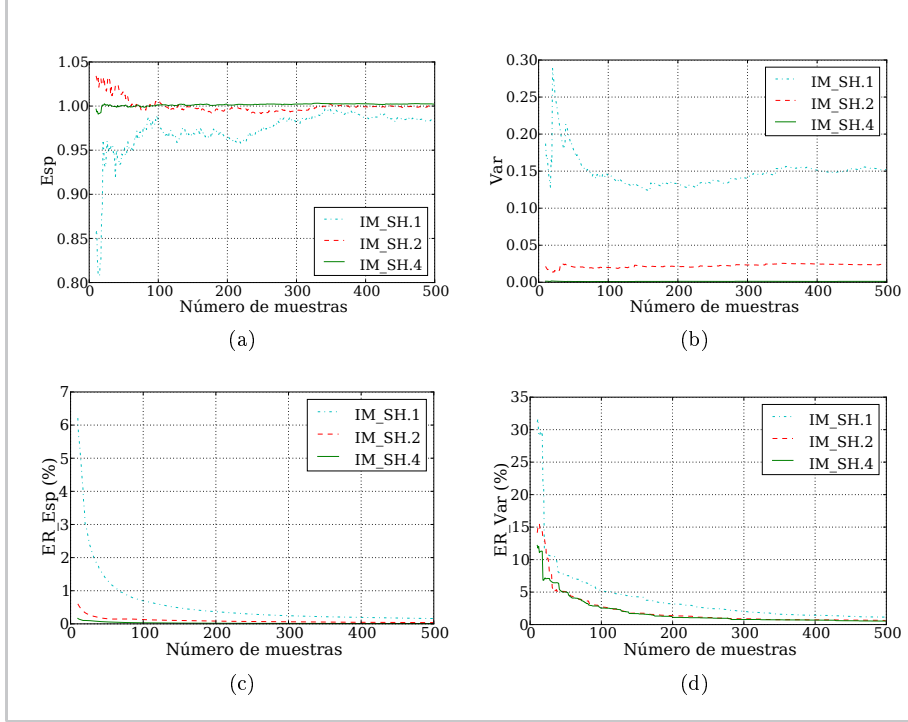 1.05
1.00
0.95
0.90
0.85
0.80
Esp
0 100 200 300 400 500
Número de muestras
IM_SH.1
IM_SH.2
IM_SH.4
(a)
0.30
0.25
0.20
0.15
0.10
0.05
0.00
Var
0 100 200 300 400 500
Número de muestras
IM_SH.1
IM_SH.2
IM_SH.4
(b)
7
6
5
4
3
2
1
0
ER_Esp (%)
0 100 200 300 400 500
Número de muestras
IM_SH.1
IM_SH.2
IM_SH.4
(c)
35
30
25
20
15
10
5
0
ER_Var (%)
0 100 200 300 400 500
Número de muestras
IM_SH.1
IM_SH.2
IM_SH.4
(d)